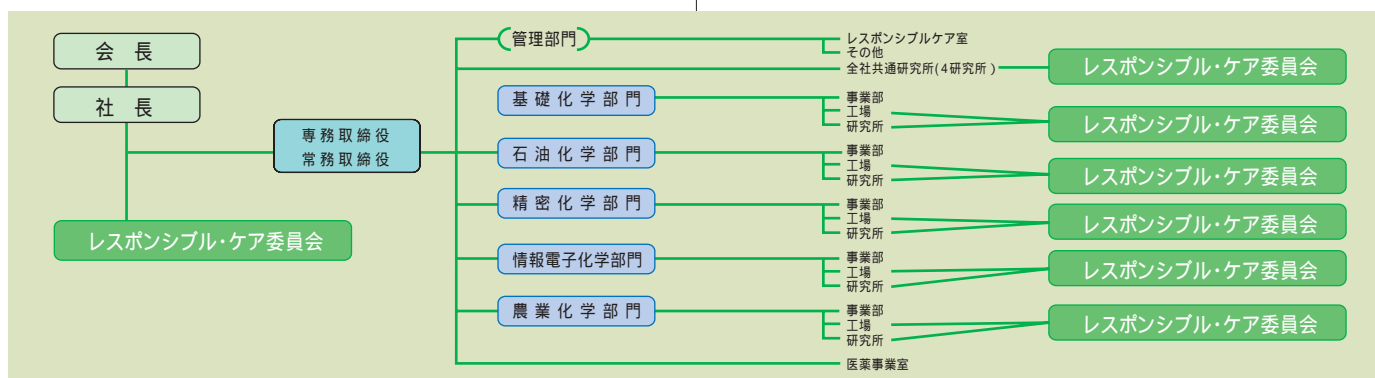 会長
社長
専務取締役
常務取締役
レスポンシブル・ケア委員会
管理部門
レスポンシブルケア室
その他
全社共通研究所(4研究所)
レスポンシブル・ケア委員会
基礎化学部門
事業部
工場
研究所
レスポンシブル・ケア委員会
石油化学部門
事業部
工場
研究所
レスポンシブル・ケア委員会
精密化学部門
事業部
工場
研究所
レスポンシブル・ケア委員会
情報電子化学部門
事業部
工場
研究所
レスポンシブル・ケア委員会
農業化学部門
事業部
工場
研究所
レスポンシブル・ケア委員会
医薬事業室